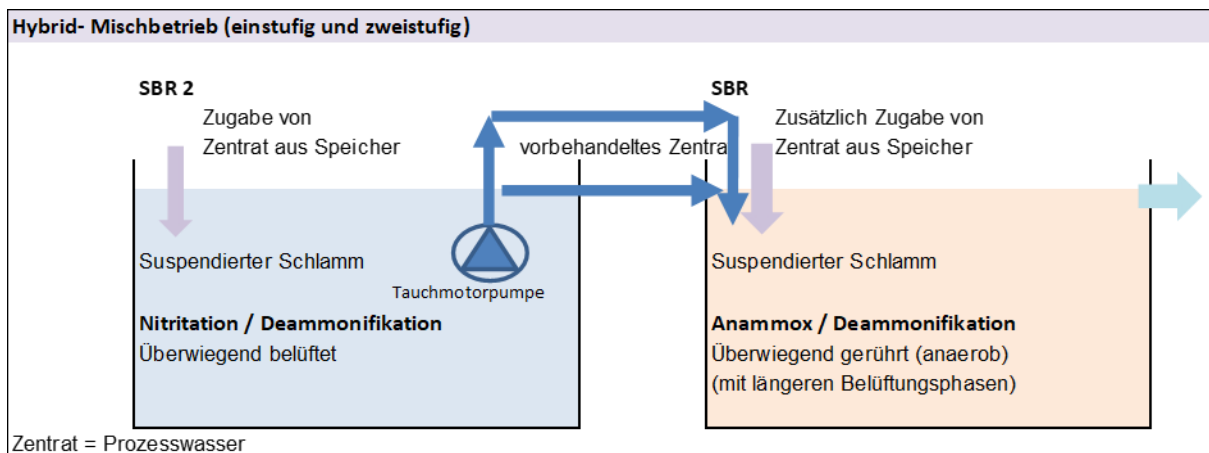 Hybrid- Mischbetrieb (einstufig und zweistufig)
SBR 2
Zugabe von
Zentrat aus Speicher
vorbehandeltes Zentra
SBR
Zusätzlich Zugabe von
Zentrat aus Speicher
Suspendierter Schlamm
Tauchmotorpumpe
Nitritation / Deammonifikation
Überwiegend belüftet
Suspendierter Schlamm
Anammox / Deammonifikation
Überwiegend gerührt (anaerob)
(mit längeren Belüftungsphasen)
Zentrat = Prozesswasser